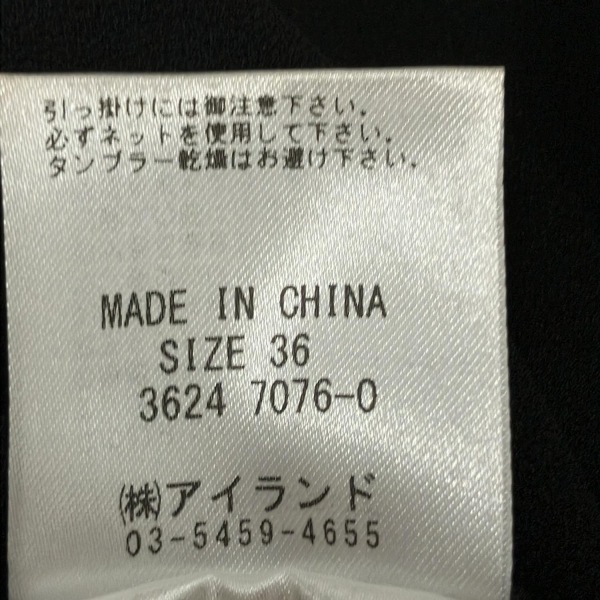 引っ掛けには御注意下さい。
必ずネットを使用して下さい。
タンブラー乾燥はお避け下さい。
MADE IN CHINA
SIZE 36
3624 7076-0
㈱アイランド
03-5459-4655